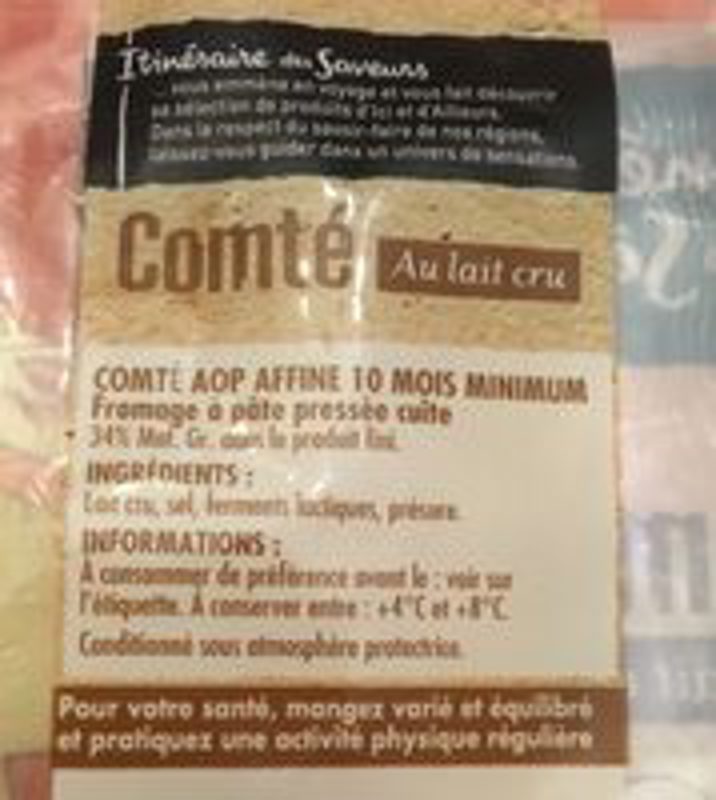 Itinéraire des Saveurs
vous emmène en voyage et vous fait découvrir
sa sélection de produits d'Ici et d'Ailleurs.
Dans le respect du savoir-faire de nos régions,
laissez-vous guider dans un univers de sensations.
Comté
Au lait cru
COMTÉ AOP AFFINE 10 MOIS MINIMUM
Fromage à pâte pressée cuite
34% Mat. Gr. dans le produit fini.
INGRÉDIENTS :
Lait cru, sel, ferments lactiques, présure.
INFORMATIONS :
A consommer de préférence avant le : voir sur
l'étiquette. A conserver entre : +4°C et +8°C.
Conditionné sous atmosphère protectrice.
Pour votre santé, mangez varié et équilibré
et pratiquez une activité physique régulière